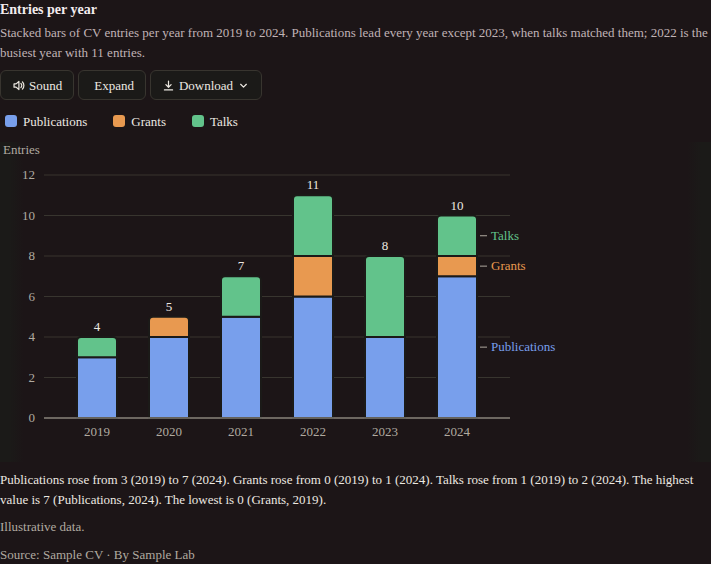 Entries per year
Stacked bars of CV entries per year from 2019 to 2024. Publications lead every year except 2023, when talks matched them; 2022 is the
busiest year with 11 entries.
Sound Expand Download
Publications Grants Talks
Entries
12
10
8
6
4
2
0
4
5
7
11
8
10
Talks
Grants
Publications
2019 2020 2021 2022 2023 2024
Publications rose from 3 (2019) to 7 (2024). Grants rose from 0 (2019) to 1 (2024). Talks rose from 1 (2019) to 2 (2024). The highest
value is 7 (Publications, 2024). The lowest is 0 (Grants, 2019).
Illustrative data.
Source: Sample CV · By Sample Lab